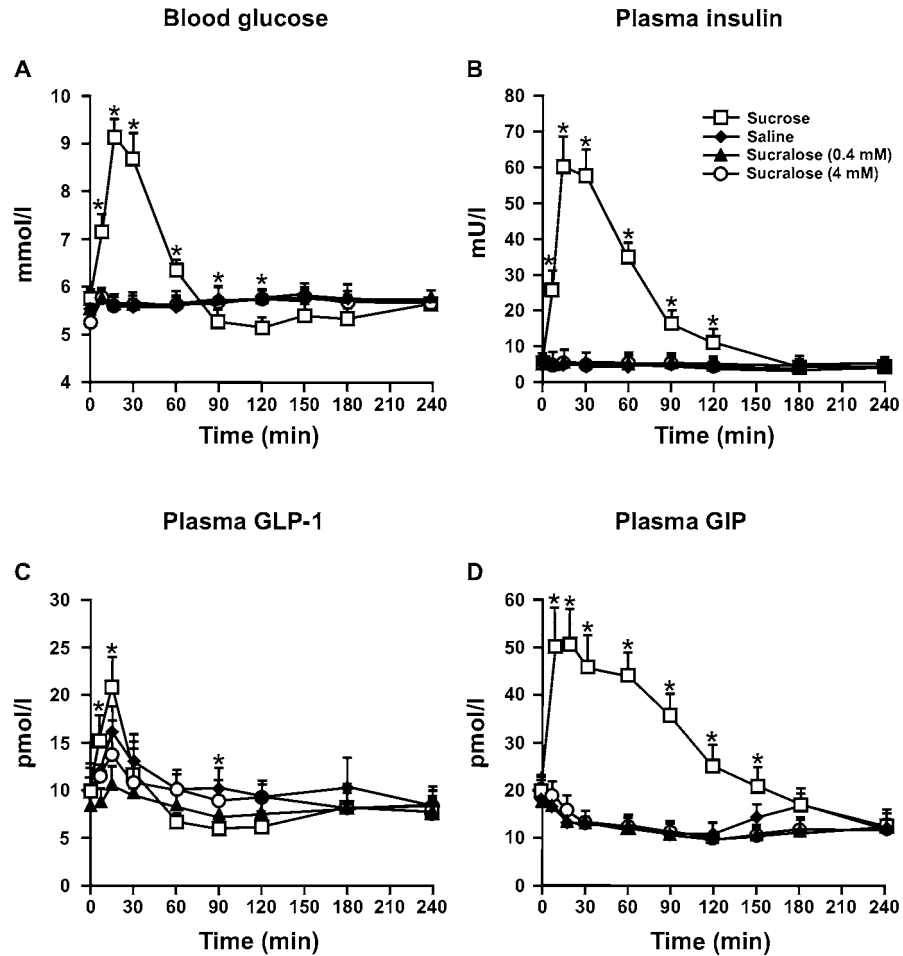 Blood glucose
Plasma insulin
A
B
10
9
8
7
6
5
4
mmol/l
* * * * * *
0 30 60 90 120 150 180 210 240
Time (min)
80
70
60
50
40
30
20
10
0
mU/l
* * * * * *
Sucrose
Saline
Sucralose (0.4 mM)
Sucralose (4 mM)
0 30 60 90 120 150 180 210 240
Time (min)
Plasma GLP-1
Plasma GIP
C
D
30
25
20
15
10
5
0
pmol/l
* * *
0 30 60 90 120 150 180 210 240
Time (min)
60
50
40
30
20
10
0
pmol/l
* * * * * * *
0 30 60 90 120 150 180 210 240
Time (min)